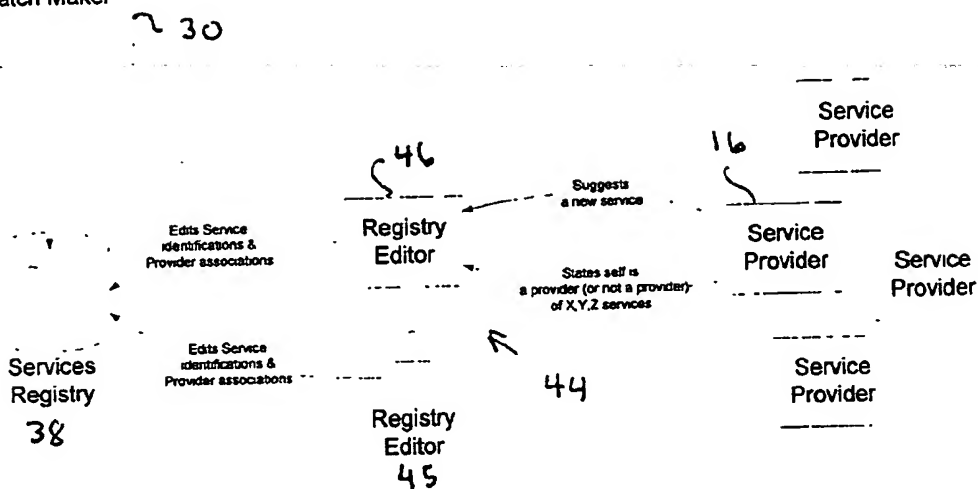 atch Maker
30
Service
Provider
46
16
Suggests
a new service
Registry
Editor
Edits Service
identifications &
Provider associations
Service
Provider
Service
Provider
States self is
a provider (or not a provider)
of X,Y,Z services
Services
Registry
38
Edits Service
identifications &
Provider associations
44
Service
Provider
Registry
Editor
45